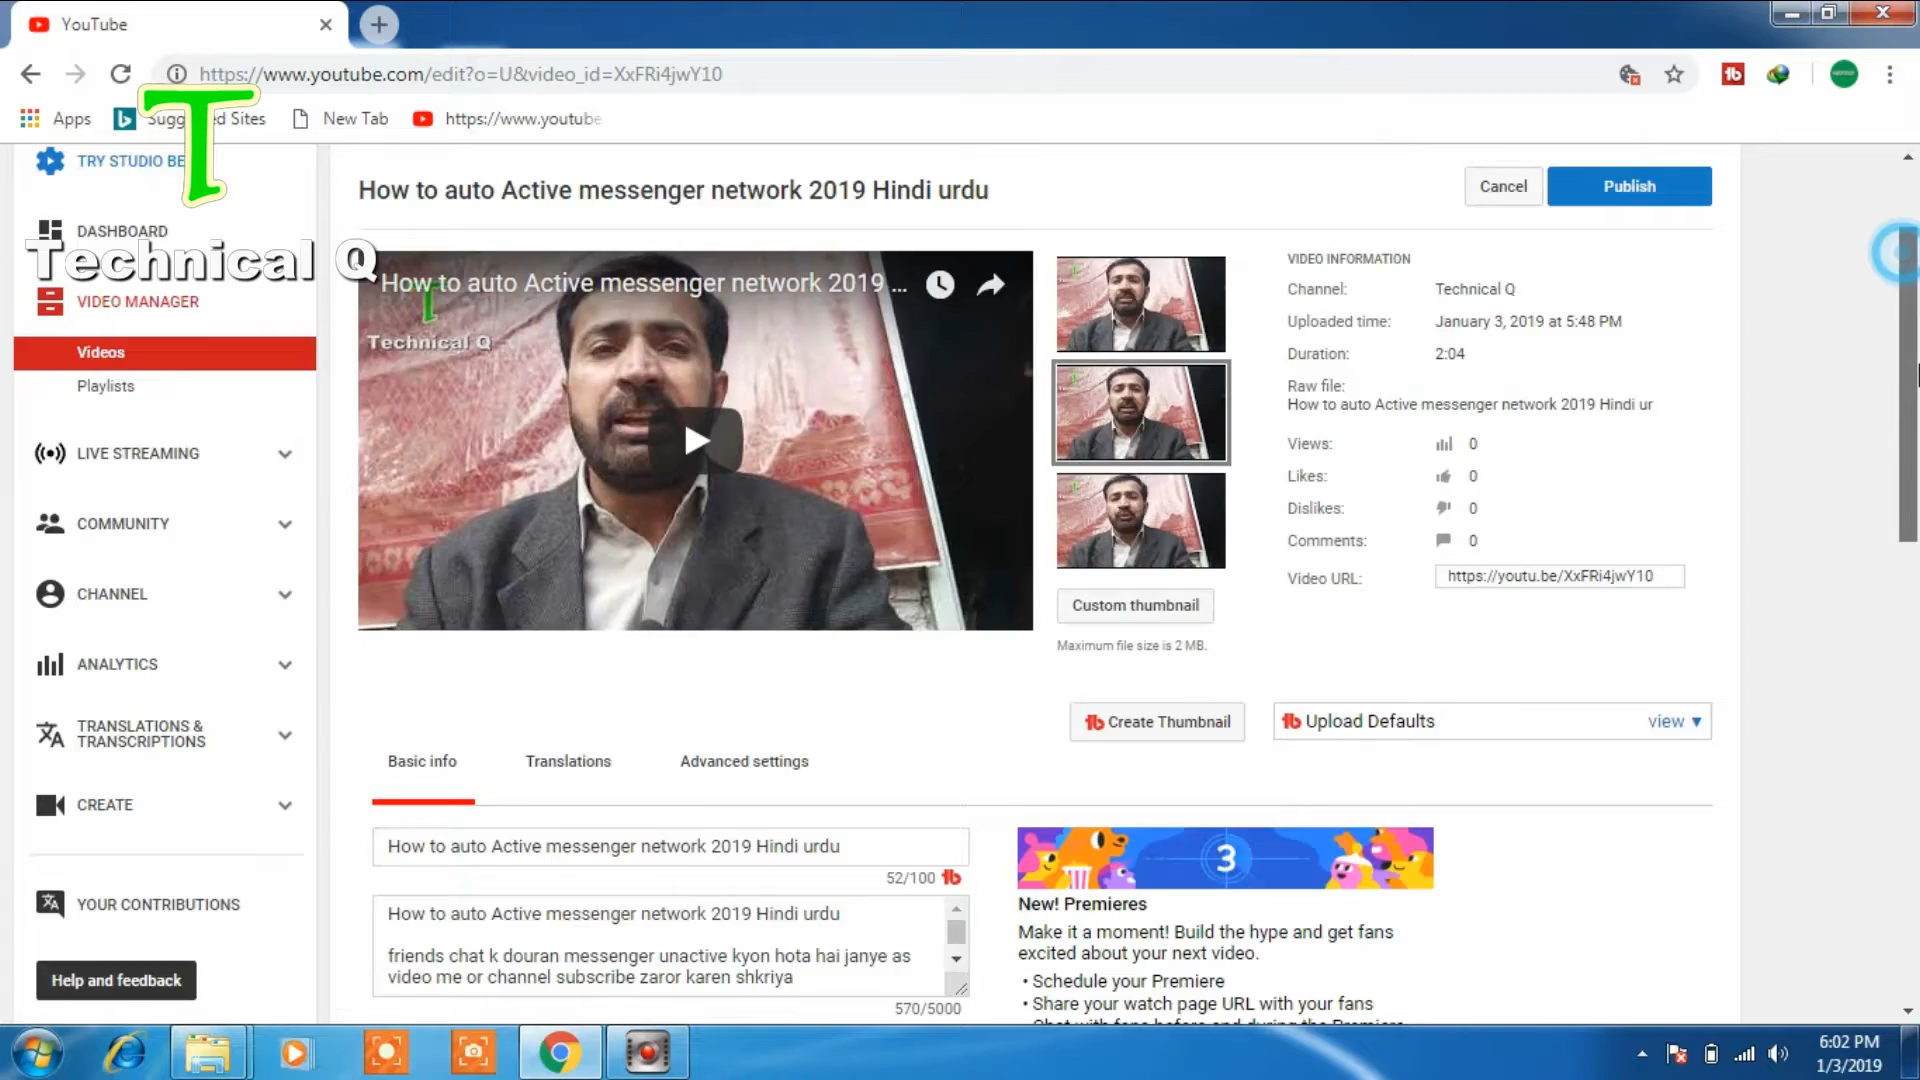 YouTube
https://www.youtube.com/edit?o=U&video_id=XxFRi4jwY10
Apps
Sites
New Tab
https://www.youtube
T
TRY STUDIO BE
How to auto Active messenger network 2019 Hindi urdu
Cancel
Publish
DASHBOARD
Technical Q
VIDEO MANAGER
Videos
Playlists
LIVE STREAMING
COMMUNITY
CHANNEL
ANALYTICS
TRANSLATIONS &
TRANSCRIPTIONS
CREATE
YOUR CONTRIBUTIONS
Help and feedback
How to auto Active messenger network 2019 ...
T
Technical Q
Custom thumbnail
Maximum file size is 2 MB.
VIDEO INFORMATION
Channel: Technical Q
Uploaded time: January 3, 2019 at 5:48 PM
Duration: 2:04
Raw file:
How to auto Active messenger network 2019 Hindi ur
Views: 0
Likes: 0
Dislikes: 0
Comments: 0
Video URL: https://youtu.be/XxFRi4jwY10
Create Thumbnail
Upload Defaults view ▼
Basic info Translations Advanced settings
How to auto Active messenger network 2019 Hindi urdu
52/100
How to auto Active messenger network 2019 Hindi urdu
friends chat k douran messenger unactive kyon hota hai janye as
video me or channel subscribe zaror karen shkriya
570/5000
3
New! Premieres
Make it a moment! Build the hype and get fans
excited about your next video.
• Schedule your Premiere
• Share your watch page URL with your fans
• Chat with fans before and during the Premiere
6:02 PM
1/3/2019